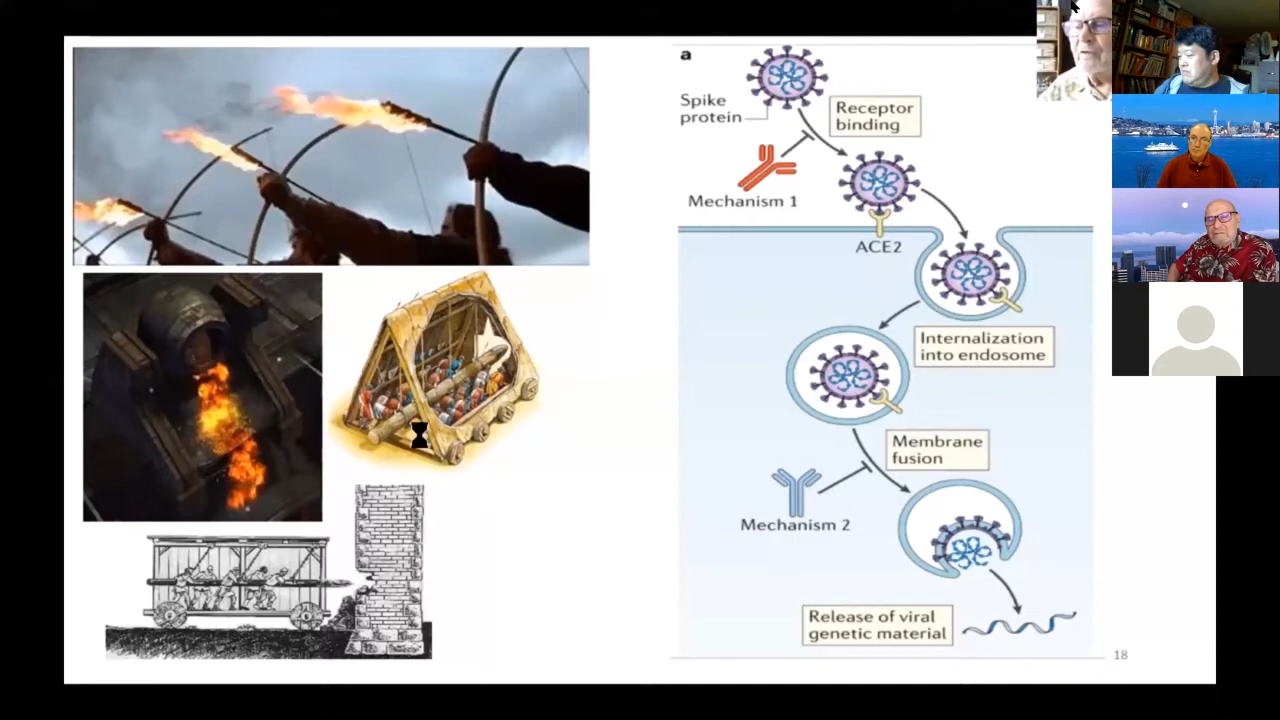 a
Spike
protein
Receptor
binding
Mechanism 1
ACE2
Internalization
into endosome
Membrane
fusion
Mechanism 2
Release of viral
genetic material
18